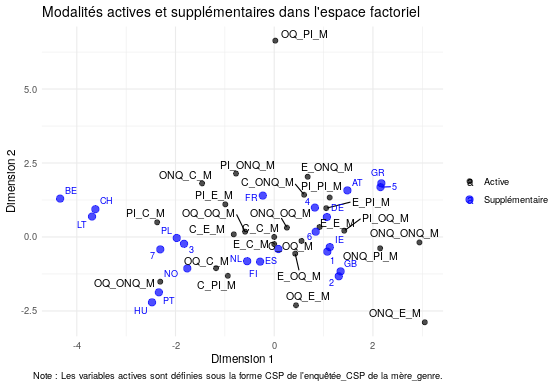 Modalités actives et supplémentaires dans l'espace factoriel
OQ_PI_M
5.0
PI_ONQ_M
E_ONQ_M
ONQ_C_M
C_ONQ_M
GR
2.5
AT
5
BE
PI_E_M
FR
PI_PI_M
4
DE
E_PI_M
CH
OQ_OQ_M
ONQ_OQ_M
PI_OQ_M
LT
PI_C_M
C_E_M
C_C_M
E_E_M
ONQ_ONQ_M
0.0
PL
3
E_C_M
C_OQ_M
6
IE
7
NL
ES
1
ONQ_PI_M
NO
OQ_C_M
FI
E_OQ_M
GB
OQ_ONQ_M
C_PI_M
2
PT
OQ_E_M
-2.5
HU
ONQ_E_M
-4
-2
0
2
Dimension 1
Dimension 2
a Active
a Supplémentaire
Note : Les variables actives sont définies sous la forme CSP de l'enquêtée_CSP de la mère_genre.